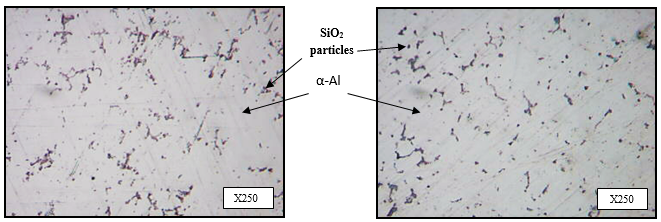 SiO₂
particles
α-Al
X250
X250